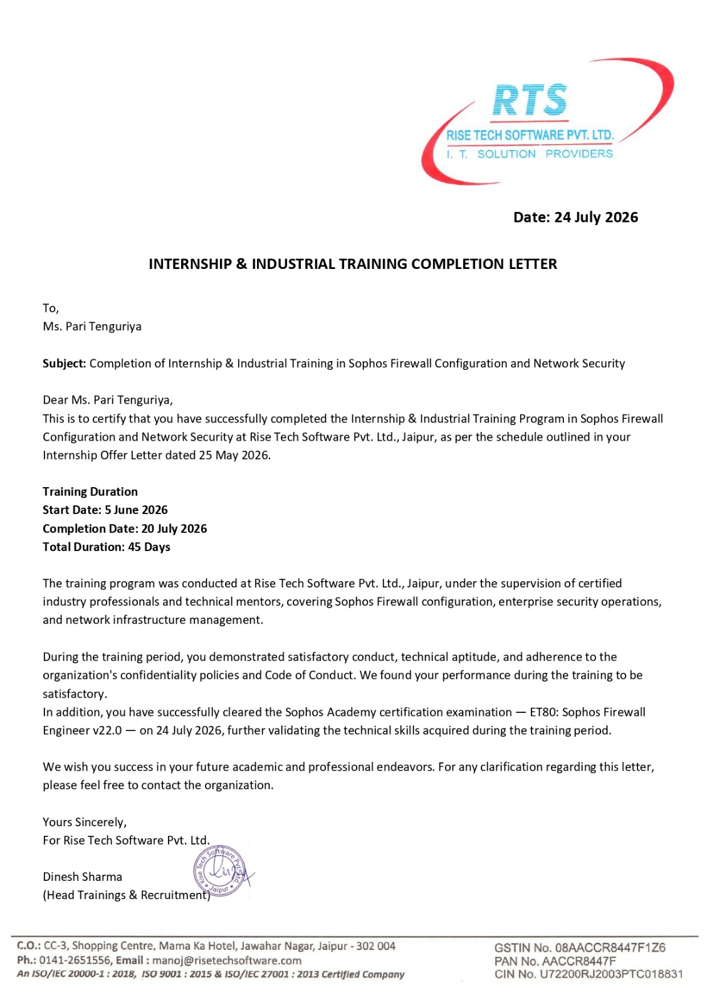 RTS
RISE TECH SOFTWARE PVT. LTD.
I. T. SOLUTION PROVIDERS
Date: 24 July 2026
INTERNSHIP & INDUSTRIAL TRAINING COMPLETION LETTER
To,
Ms. Pari Tenguriya
Subject: Completion of Internship & Industrial Training in Sophos Firewall Configuration and Network Security
Dear Ms. Pari Tenguriya,
This is to certify that you have successfully completed the Internship & Industrial Training Program in Sophos Firewall
Configuration and Network Security at Rise Tech Software Pvt. Ltd., Jaipur, as per the schedule outlined in your
Internship Offer Letter dated 25 May 2026.
Training Duration
Start Date: 5 June 2026
Completion Date: 20 July 2026
Total Duration: 45 Days
The training program was conducted at Rise Tech Software Pvt. Ltd., Jaipur, under the supervision of certified
industry professionals and technical mentors, covering Sophos Firewall configuration, enterprise security operations,
and network infrastructure management.
During the training period, you demonstrated satisfactory conduct, technical aptitude, and adherence to the
organization's confidentiality policies and Code of Conduct. We found your performance during the training to be
satisfactory.
In addition, you have successfully cleared the Sophos Academy certification examination — ET80: Sophos Firewall
Engineer v22.0 — on 24 July 2026, further validating the technical skills acquired during the training period.
We wish you success in your future academic and professional endeavors. For any clarification regarding this letter,
please feel free to contact the organization.
Yours Sincerely,
For Rise Tech Software Pvt. Ltd.
Rise Tech Software Pvt. Ltd.
* Jaipur *
Dinesh Sharma
(Head Trainings & Recruitment)
C.O.: CC-3, Shopping Centre, Mama Ka Hotel, Jawahar Nagar, Jaipur - 302 004
Ph.: 0141-2651556, Email : manoj@risetechsoftware.com
An ISO/IEC 20000-1 : 2018, ISO 9001 : 2015 & ISO/IEC 27001 : 2013 Certified Company
GSTIN No. 08AACCR8447F1Z6
PAN No. AACCR8447F
CIN No. U72200RJ2003PTC018831